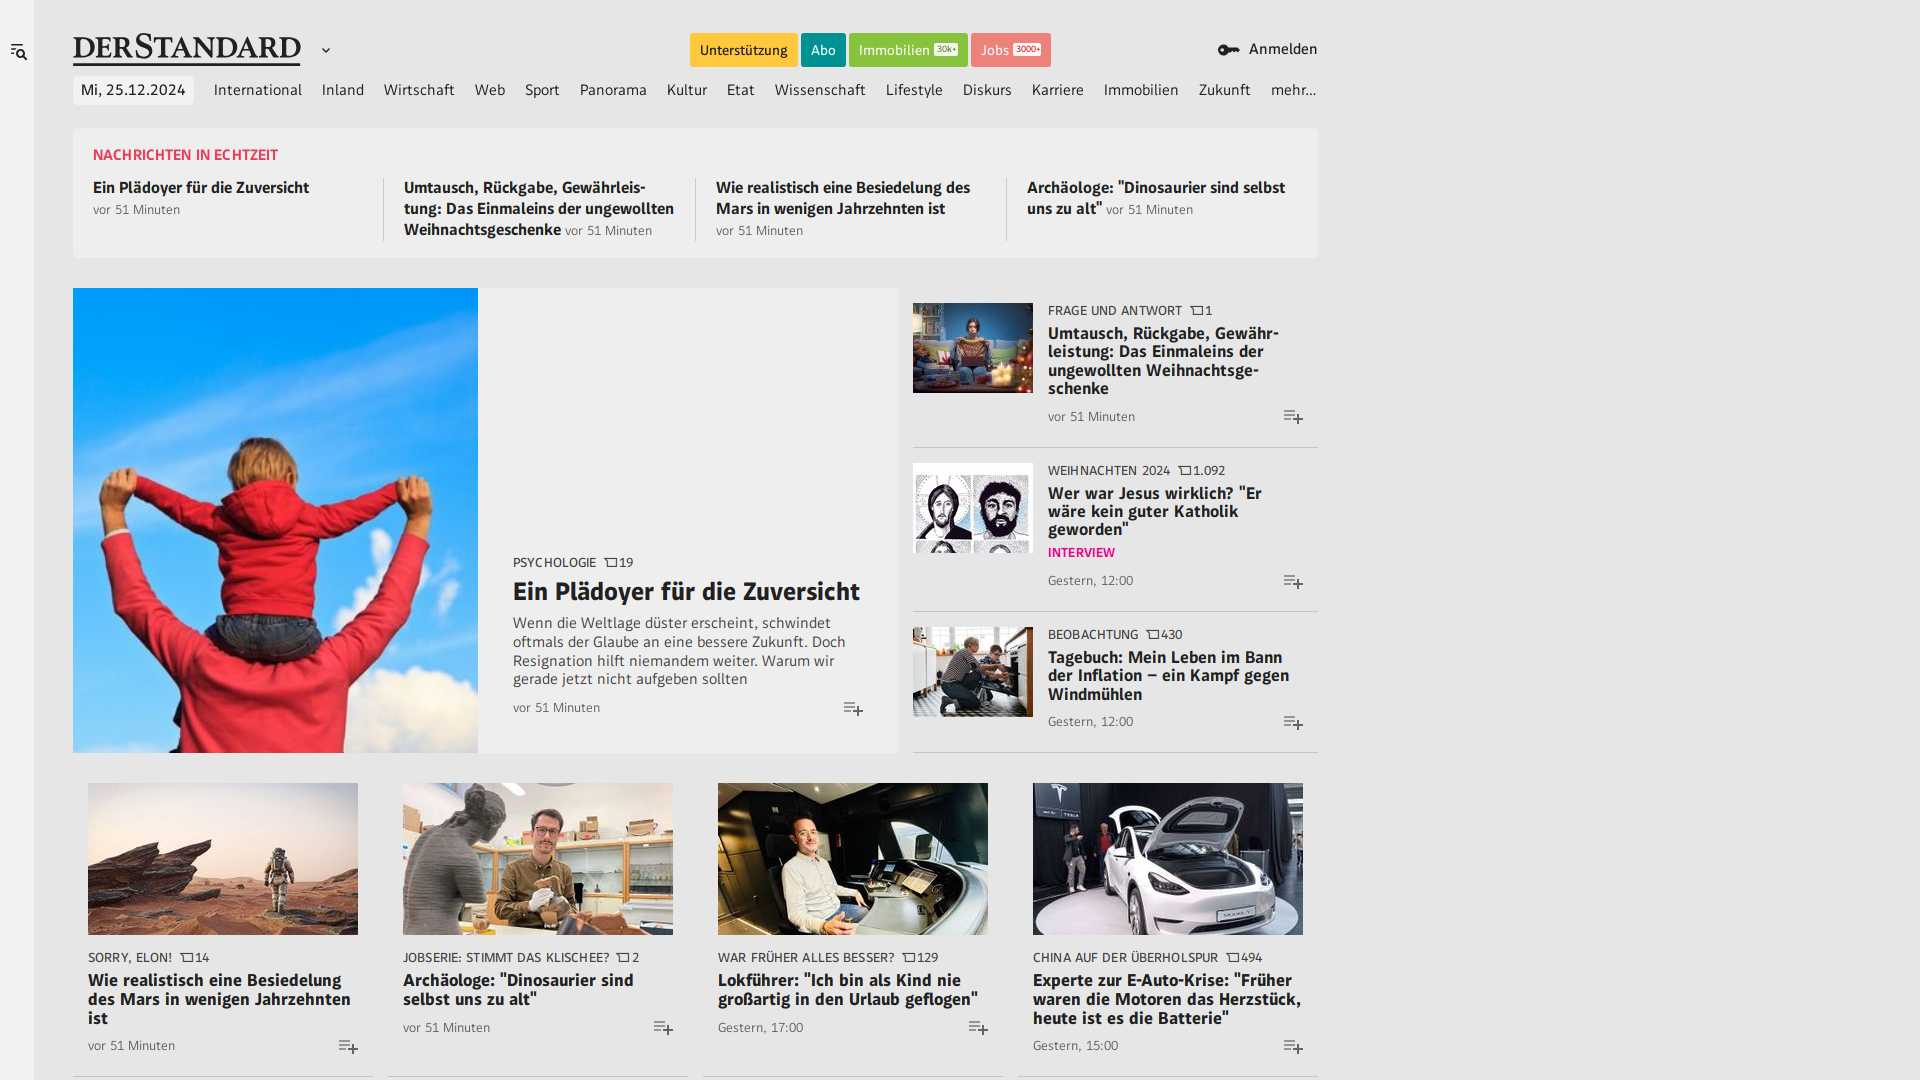 DERSTANDARD
Unterstützung
Abo
Immobilien 30k+
Jobs 3000+
Anmelden
Mi, 25.12.2024
International
Inland
Wirtschaft
Web
Sport
Panorama
Kultur
Etat
Wissenschaft
Lifestyle
Diskurs
Karriere
Immobilien
Zukunft
mehr...
NACHRICHTEN IN ECHTZEIT
Ein Plädoyer für die Zuversicht
vor 51 Minuten
Umtausch, Rückgabe, Gewährleis-
tung: Das Einmaleins der ungewollten
Weihnachtsgeschenke vor 51 Minuten
Wie realistisch eine Besiedelung des
Mars in wenigen Jahrzehnten ist
vor 51 Minuten
Archäologe: "Dinosaurier sind selbst
uns zu alt" vor 51 Minuten
PSYCHOLOGIE 19
Ein Plädoyer für die Zuversicht
Wenn die Weltlage düster erscheint, schwindet
oftmals der Glaube an eine bessere Zukunft. Doch
Resignation hilft niemandem weiter. Warum wir
gerade jetzt nicht aufgeben sollten
vor 51 Minuten
FRAGE UND ANTWORT 1
Umtausch, Rückgabe, Gewähr-
leistung: Das Einmaleins der
ungewollten Weihnachtsge-
schenke
vor 51 Minuten
WEIHNACHTEN 2024 1.092
Wer war Jesus wirklich? "Er
wäre kein guter Katholik
geworden"
INTERVIEW
Gestern, 12:00
BEOBACHTUNG 430
Tagebuch: Mein Leben im Bann
der Inflation – ein Kampf gegen
Windmühlen
Gestern, 12:00
SORRY, ELON! 14
Wie realistisch eine Besiedelung
des Mars in wenigen Jahrzehnten
ist
vor 51 Minuten
JOBSERIE: STIMMT DAS KLISCHEE? 2
Archäologe: "Dinosaurier sind
selbst uns zu alt"
vor 51 Minuten
WAR FRÜHER ALLES BESSER? 129
Lokführer: "Ich bin als Kind nie
großartig in den Urlaub geflogen"
Gestern, 17:00
TESLA
MODEL Y
CHINA AUF DER ÜBERHOLSPUR 494
Experte zur E-Auto-Krise: "Früher
waren die Motoren das Herzstück,
heute ist es die Batterie"
Gestern, 15:00